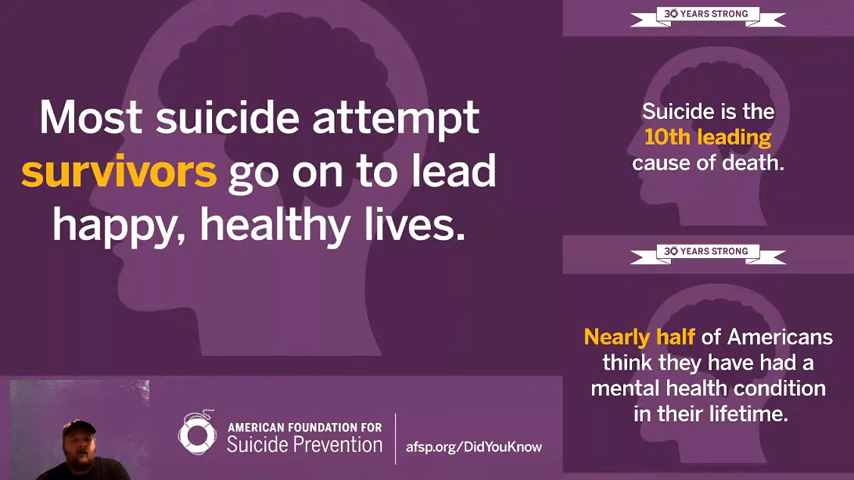 Most suicide attempt
survivors go on to lead
happy, healthy lives.
AMERICAN FOUNDATION FOR
Suicide Prevention
afsp.org/DidYouKnow
30 YEARS STRONG
Suicide is the
10th leading
cause of death.
30 YEARS STRONG
Nearly half of Americans
think they have had a
mental health condition
in their lifetime.